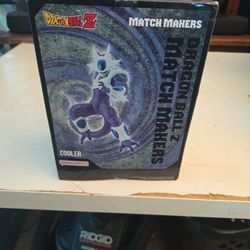 DRAGON BALL Z
MATCH MAKERS
DRAGON BALL Z
MATCH MAKERS
COOLER
RIDGID